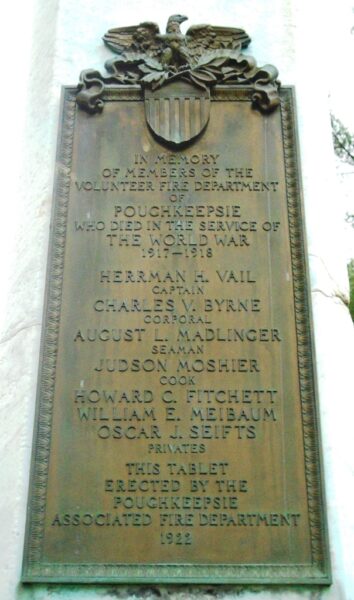 IN MEMORY
OF MEMBERS OF THE
VOLUNTEER FIRE DEPARTMENT
OF
POUGHKEEPSIE
WHO DIED IN THE SERVICE OF
THE WORLD WAR
1917-1918
HERRMAN H. VAIL
CAPTAIN
CHARLES V. BYRNE
CORPORAL
AUGUST L. MADLINGER
SEAMAN
JUDSON MOSHIER
COOK
HOWARD C. FITCHETT
WILLIAM E. MEIBAUM
OSCAR J. SEIFTS
PRIVATES
THIS TABLET
ERECTED BY THE
POUGHKEEPSIE
ASSOCIATED FIRE DEPARTMENT
1922